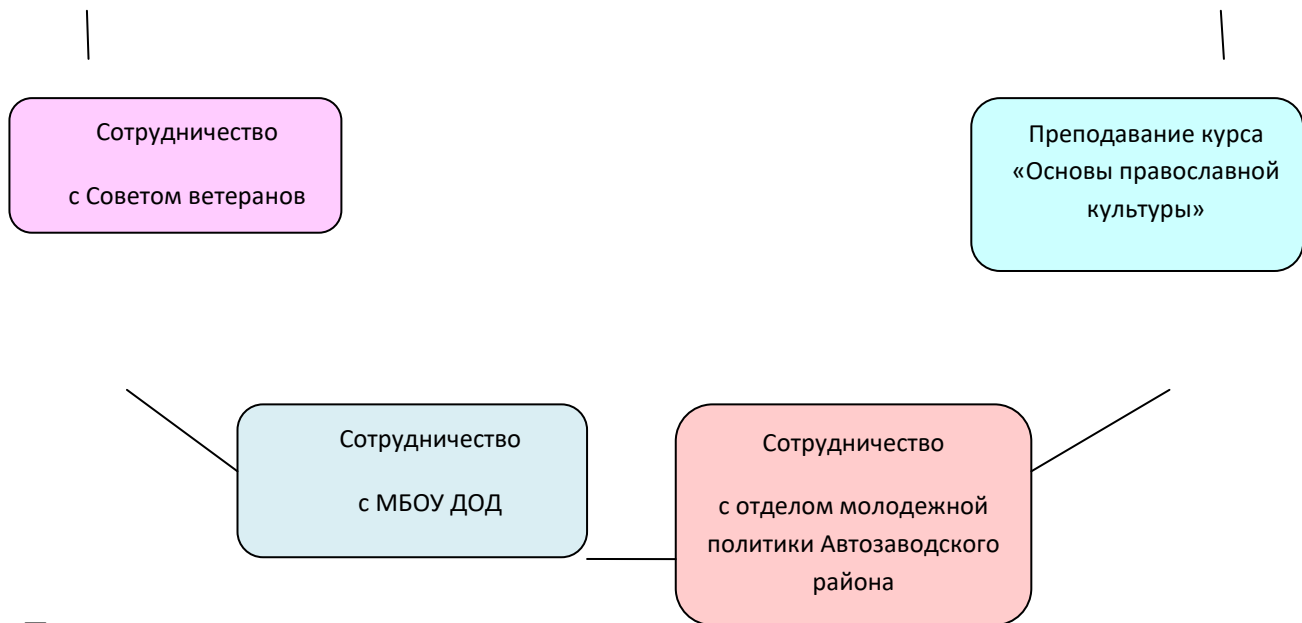 Сотрудничество
с Советом ветеранов
Преподавание курса
«Основы православной
культуры»
Сотрудничество
с МБОУ ДОД
Сотрудничество
с отделом молодежной
политики Автозаводского
района